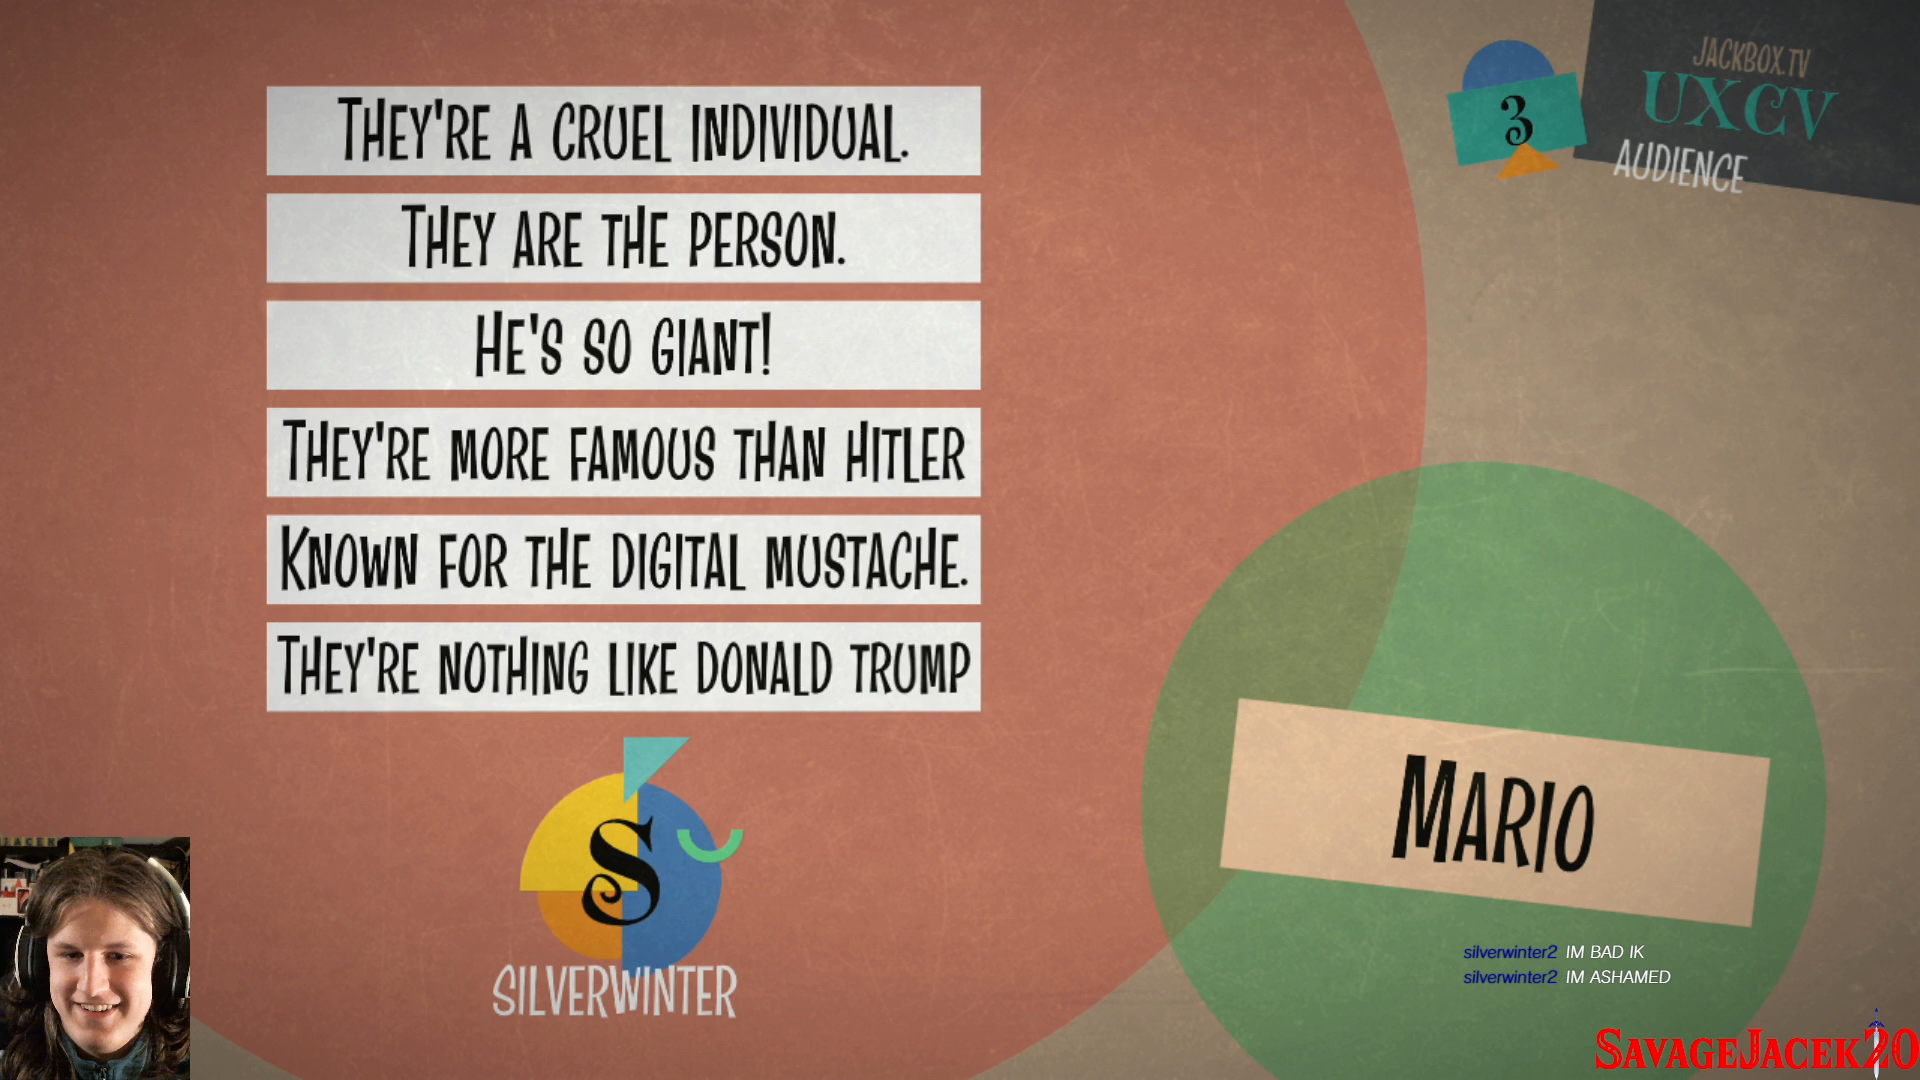 THEY'RE A CRUEL INDIVIDUAL.
THEY ARE THE PERSON.
HE'S SO GIANT!
THEY'RE MORE FAMOUS THAN HITLER
KNOWN FOR THE DIGITAL MUSTACHE.
THEY'RE NOTHING LIKE DONALD TRUMP
S
SILVERWINTER
3
JACKBOX.TV
UXCV
AUDIENCE
MARIO
silverwinter2 IM BAD IK
silverwinter2 IM ASHAMED
SAVAGEJACEK20
JACEK